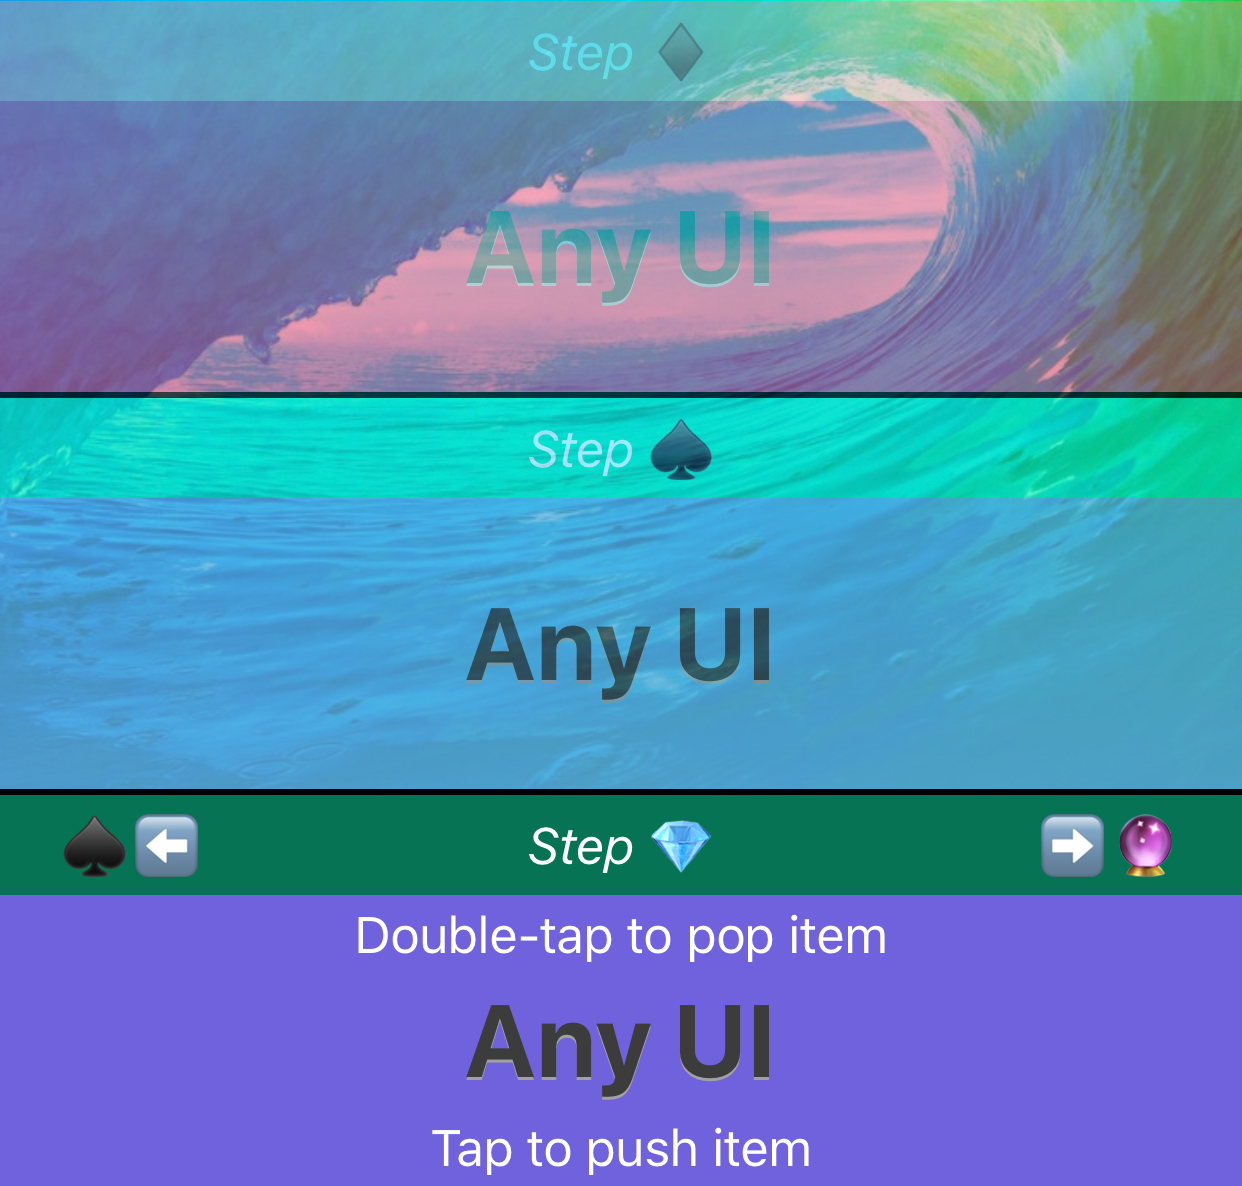 Step ♦
Any UI
Step ♠
Any UI
♠ ⬅ Step 💎 ➡ 🔮
Double-tap to pop item
Any UI
Tap to push item